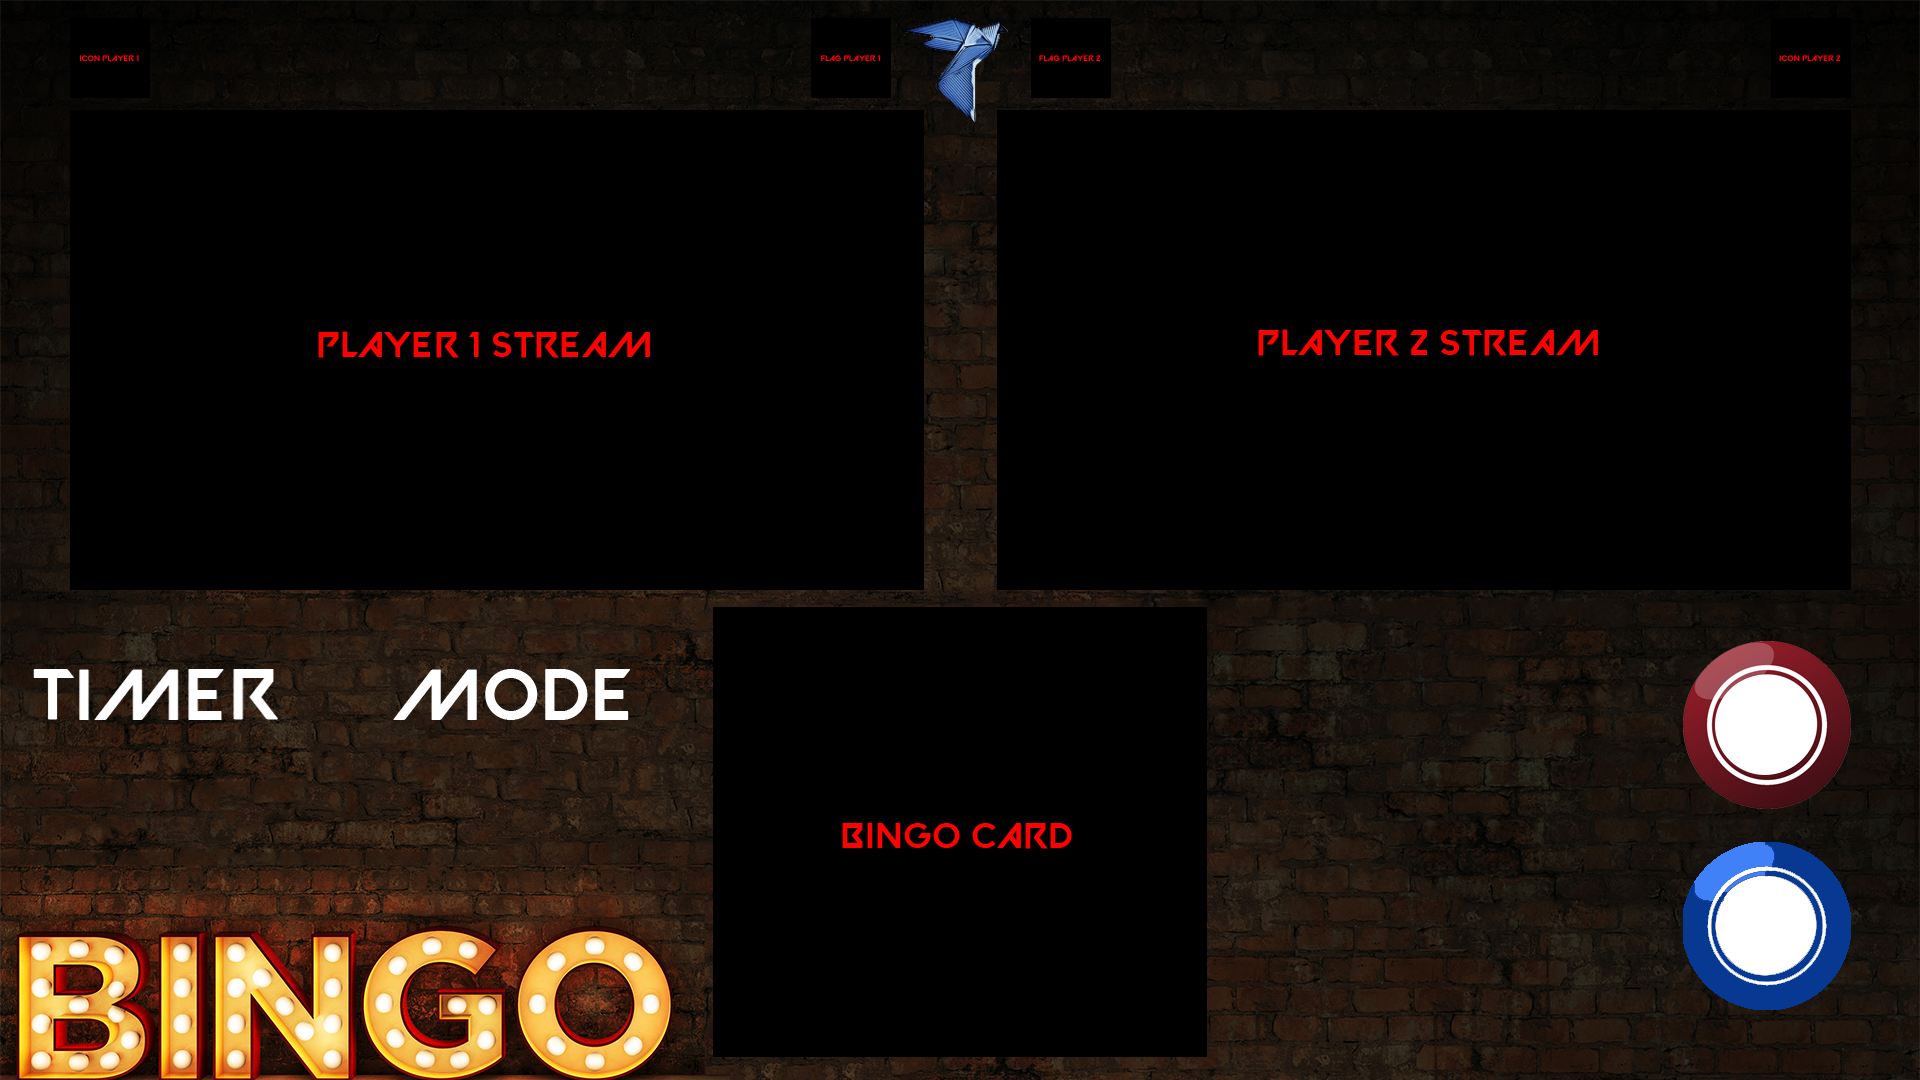 ICON PLAYER 1
FLAG PLAYER 1
FLAG PLAYER 2
ICON PLAYER 2
PLAYER 1 STREAM
PLAYER 2 STREAM
TIMER
MODE
BINGO CARD
BINGO